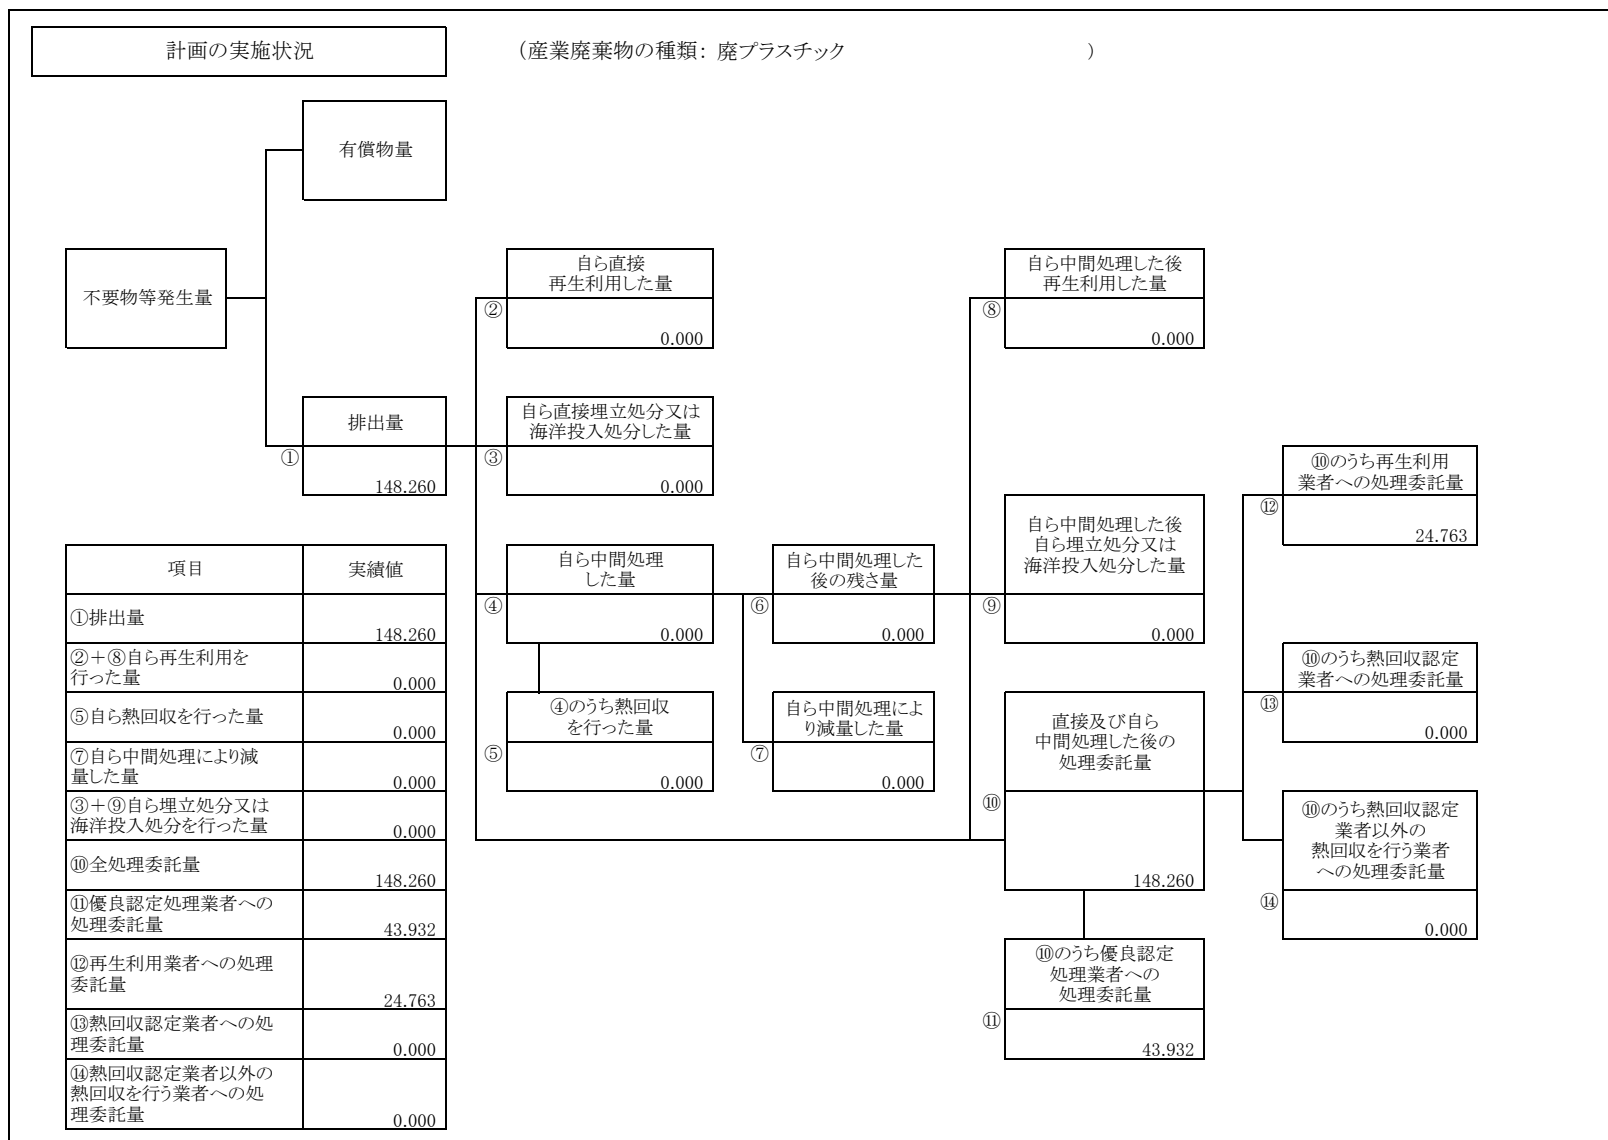 計画の実施状況
（産業廃棄物の種類：廃プラスチック　　　　　　　　）
有償物量
不要物等発生量
自ら直接
再生利用した量
②
0.000
自ら中間処理した後
再生利用した量
⑧
0.000
排出量
①
148.260
自ら直接埋立処分又は
海洋投入処分した量
③
0.000
⑩のうち再生利用
業者への処理委託量
⑫
24.763
自ら中間処理
した量
④
0.000
自ら中間処理した
後の残さ量
⑥
0.000
自ら中間処理した後
自ら埋立処分又は
海洋投入処分した量
⑨
0.000
④のうち熱回収
を行った量
⑤
0.000
自ら中間処理によ
り減量した量
⑦
0.000
直接及び自ら
中間処理した後の
処理委託量
⑩
148.260
⑩のうち熱回収認定
業者への処理委託量
⑬
0.000
⑩のうち熱回収認定
業者以外の
熱回収を行う業者
への処理委託量
⑭
0.000
⑩のうち優良認定
処理業者への
処理委託量
⑪
43.932
項目 実績値
①排出量
148.260
②＋⑧自ら再生利用を
行った量
0.000
⑤自ら熱回収を行った量
0.000
⑦自ら中間処理により減
量した量
0.000
③＋⑨自ら埋立処分又は
海洋投入処分を行った量
0.000
⑩全処理委託量
148.260
⑪優良認定処理業者への
処理委託量
43.932
⑫再生利用業者への処理
委託量
24.763
⑬熱回収認定業者への処
理委託量
0.000
⑭熱回収認定業者以外の
熱回収を行う業者への処
理委託量
0.000